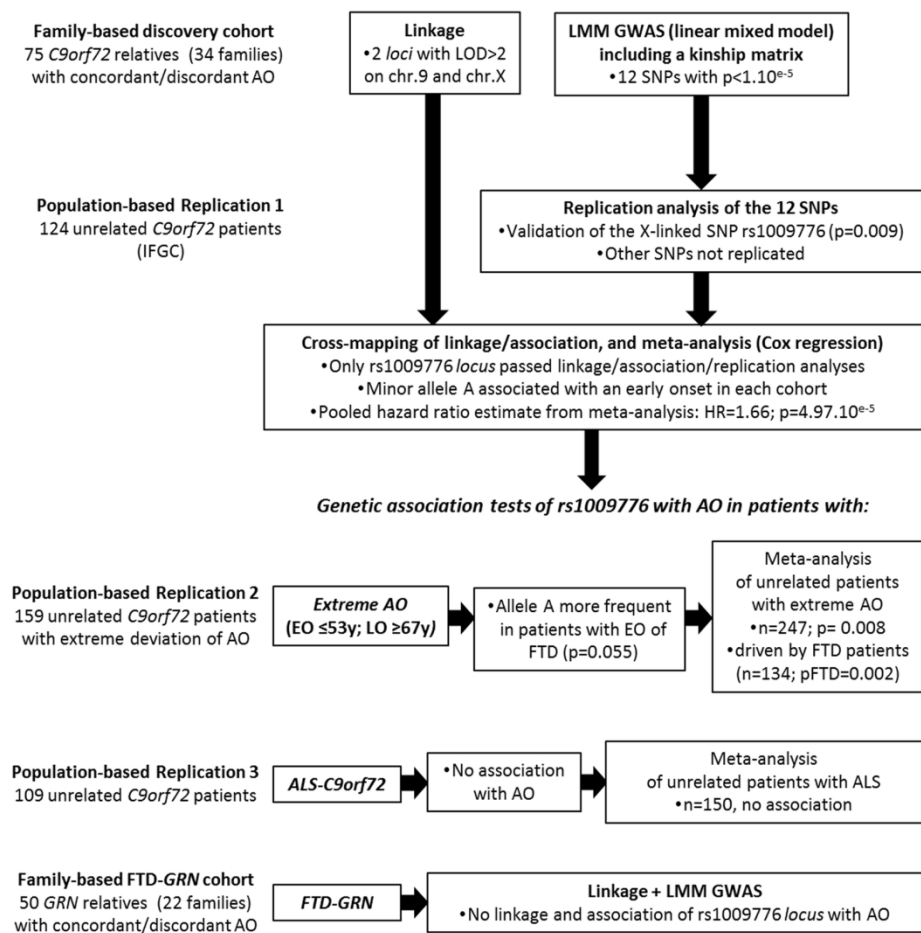 Family-based discovery cohort
75 C9orf72 relatives (34 families)
with concordant/discordant AO
Linkage
•2 loci with LOD>2
on chr.9 and chr.X
LMM GWAS (linear mixed model)
including a kinship matrix
•12 SNPs with p<1.10e-5
Population-based Replication 1
124 unrelated C9orf72 patients
(IFGC)
Replication analysis of the 12 SNPs
•Validation of the X-linked SNP rs1009776 (p=0.009)
•Other SNPs not replicated
Cross-mapping of linkage/association, and meta-analysis (Cox regression)
•Only rs1009776 locus passed linkage/association/replication analyses
•Minor allele A associated with an early onset in each cohort
•Pooled hazard ratio estimate from meta-analysis: HR=1.66; p=4.97.10e-5
Genetic association tests of rs1009776 with AO in patients with:
Population-based Replication 2
159 unrelated C9orf72 patients
with extreme deviation of AO
Extreme AO
(EO ≤53y; LO ≥67y)
•Allele A more frequent
in patients with EO of
FTD (p=0.055)
Meta-analysis
of unrelated patients
with extreme AO
•n=247; p= 0.008
•driven by FTD patients
(n=134; pFTD=0.002)
Population-based Replication 3
109 unrelated C9orf72 patients
ALS-C9orf72
•No association
with AO
Meta-analysis
of unrelated patients with ALS
•n=150, no association
Family-based FTD-GRN cohort
50 GRN relatives (22 families)
with concordant/discordant AO
FTD-GRN
Linkage + LMM GWAS
•No linkage and association of rs1009776 locus with AO